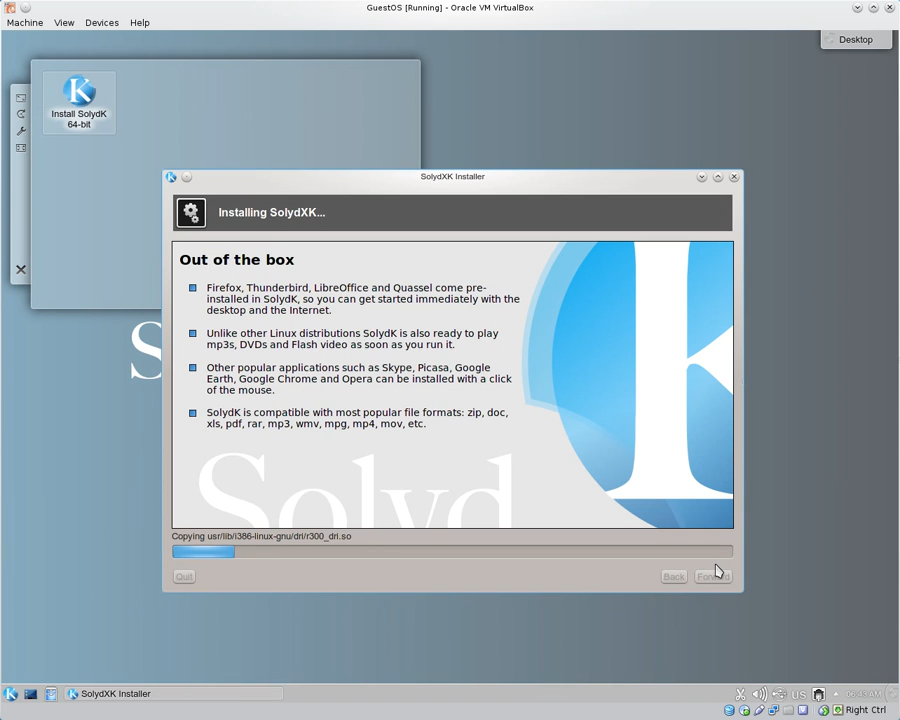 GuestOS [Running] - Oracle VM VirtualBox
Machine View Devices Help
Desktop
Install SolydK
64-bit
SolydXK Installer
Installing SolydXK...
Out of the box
Firefox, Thunderbird, LibreOffice and Quassel come pre-
installed in SolydK, so you can get started immediately with the
desktop and the Internet.
Unlike other Linux distributions SolydK is also ready to play
mp3s, DVDs and Flash video as soon as you run it.
Other popular applications such as Skype, Picasa, Google
Earth, Google Chrome and Opera can be installed with a click
of the mouse.
SolydK is compatible with most popular file formats: zip, doc,
xls, pdf, rar, mp3, wmv, mpg, mp4, mov, etc.
Solyd
K
S
Copying usr/lib/i386-linux-gnu/dri/r300_dri.so
Quit Back Forward
SolydXK Installer
US
Right Ctrl